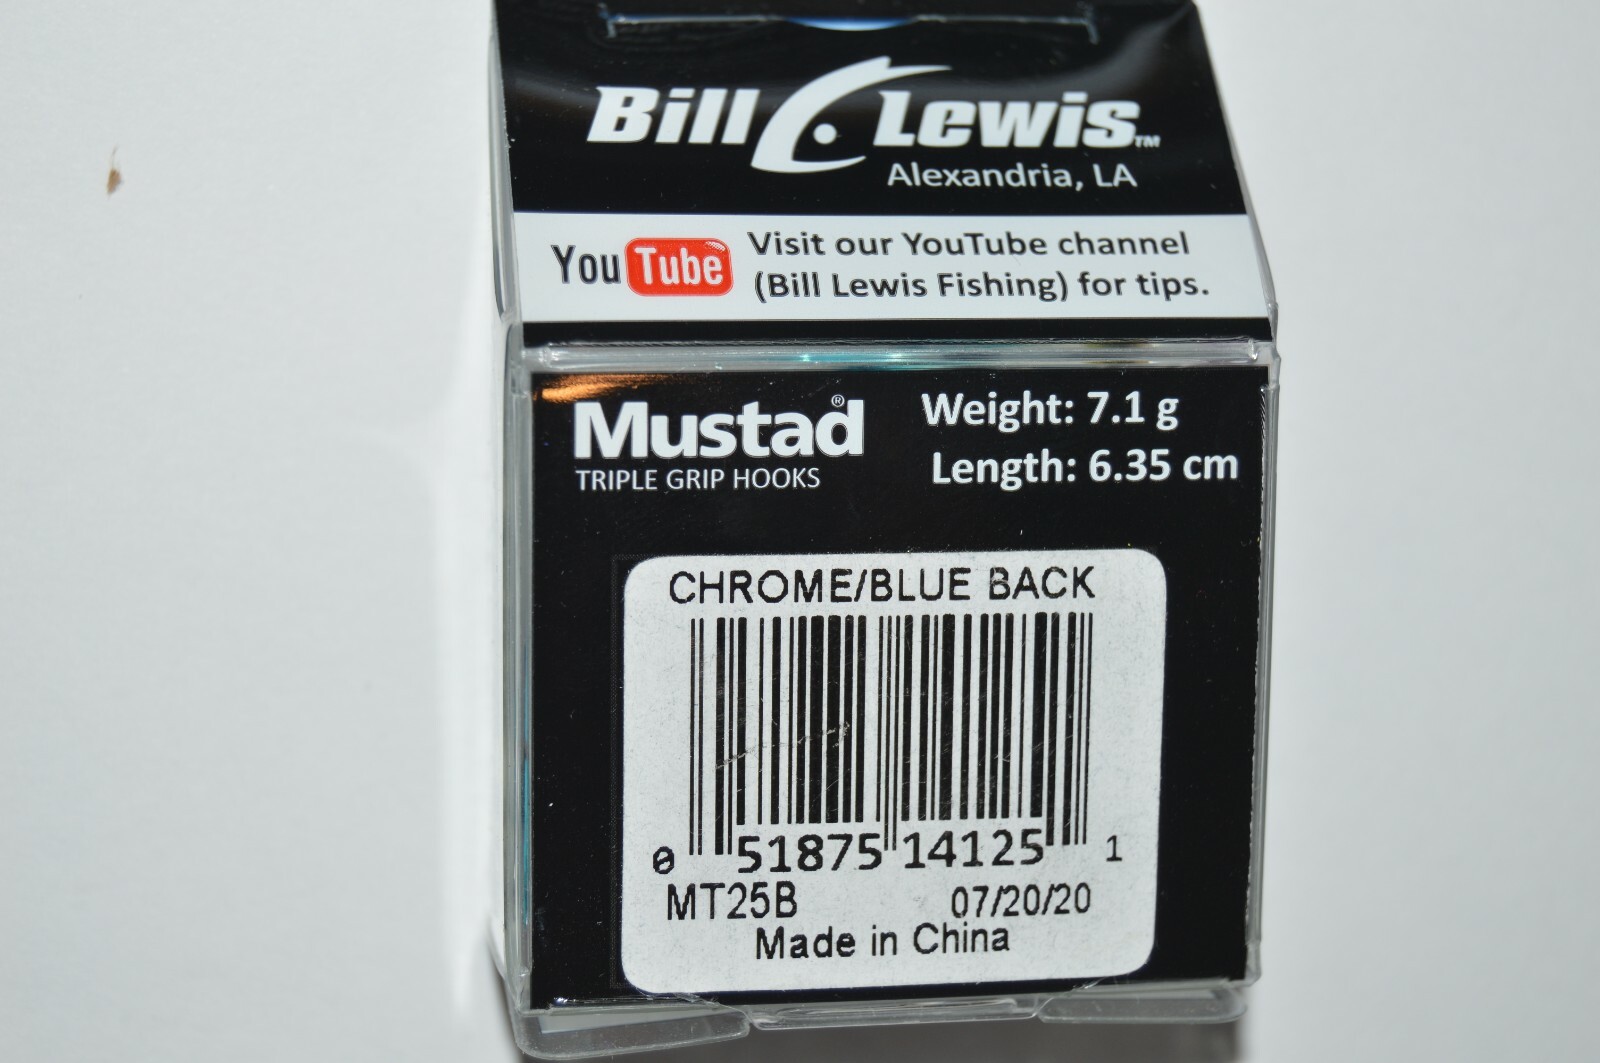 Bill Lewis™
Alexandria, LA
YouTube
Visit our YouTube channel
(Bill Lewis Fishing) for tips.
Mustad®
TRIPLE GRIP HOOKS
Weight: 7.1 g
Length: 6.35 cm
CHROME/BLUE BACK
0 51875 14125 1
MT25B 07/20/20
Made in China